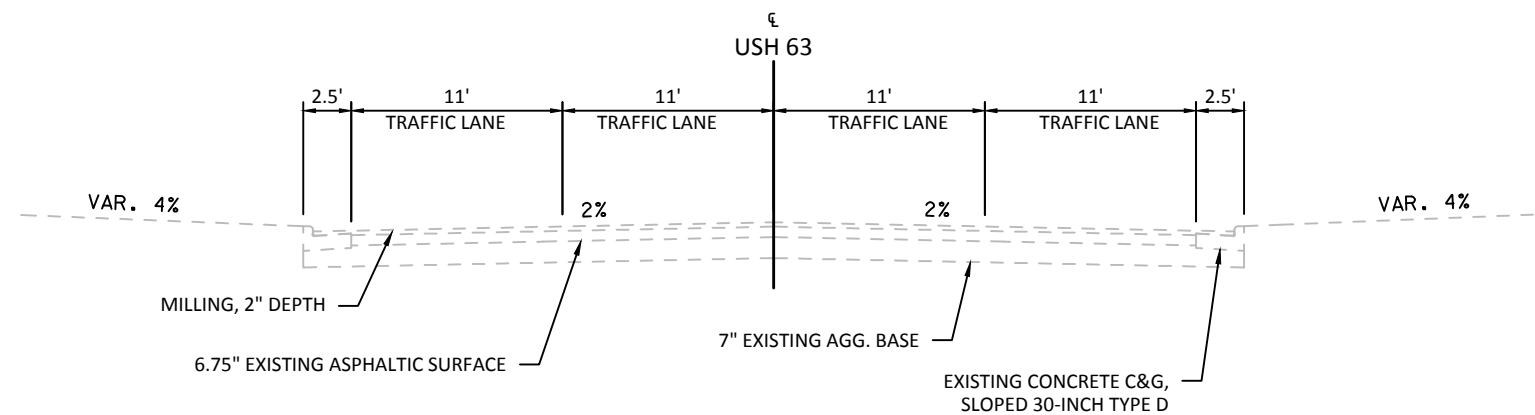 ℄
USH 63
2.5' 11' 11' 11' 11' 2.5'
TRAFFIC LANE TRAFFIC LANE TRAFFIC LANE TRAFFIC LANE
VAR. 4% 2% 2% VAR. 4%
MILLING, 2" DEPTH
6.75" EXISTING ASPHALTIC SURFACE
7" EXISTING AGG. BASE
EXISTING CONCRETE C&G,
SLOPED 30-INCH TYPE D